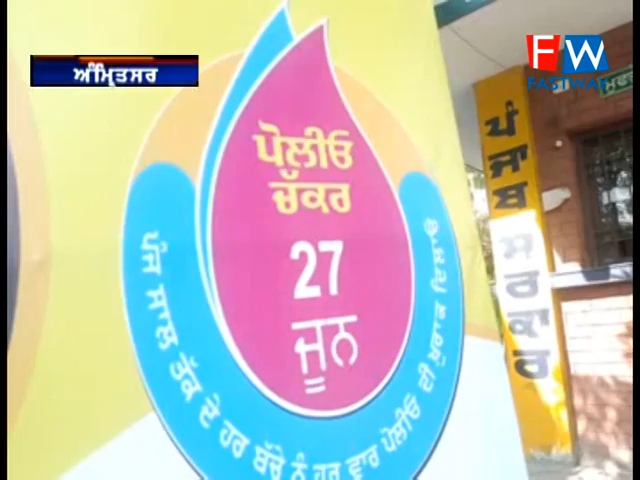 ਅੰਮ੍ਰਿਤਸਰ
FW
FASTWAY
ਪੋਲੀਓ
ਚੱਕਰ
27
ਜੂਨ
ਪੰਜ ਸਾਲ ਤੱਕ ਦੇ ਹਰ ਬੱਚੇ ਨੂੰ ਹਰ ਵਾਰ ਪੋਲੀਓ ਦੀ ਖੁਰਾਕ ਪਿਲਾਓ
ਪੰਜਾਬ ਸਰਕਾਰ